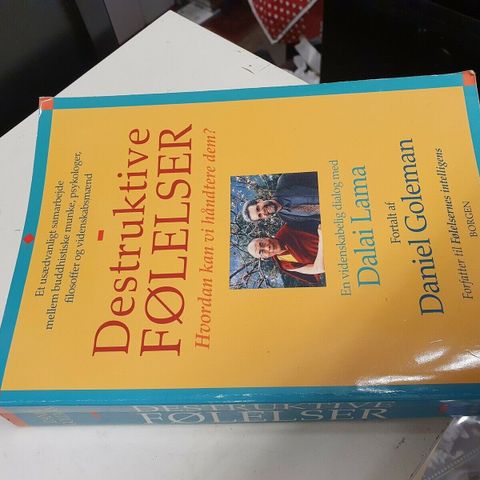 Et usædvanligt samarbejde
mellem buddhistiske munke, psykologer,
filosoffer og videnskabsmænd
Destruktive
FØLELSER
Hvordan kan vi håndtere dem?
En videnskabelig dialog med
Dalai Lama
Fortalt af
Daniel Goleman
Forfatter til Følelsernes intelligens
BORGEN
DESTRUKTIVE
FØLELSER